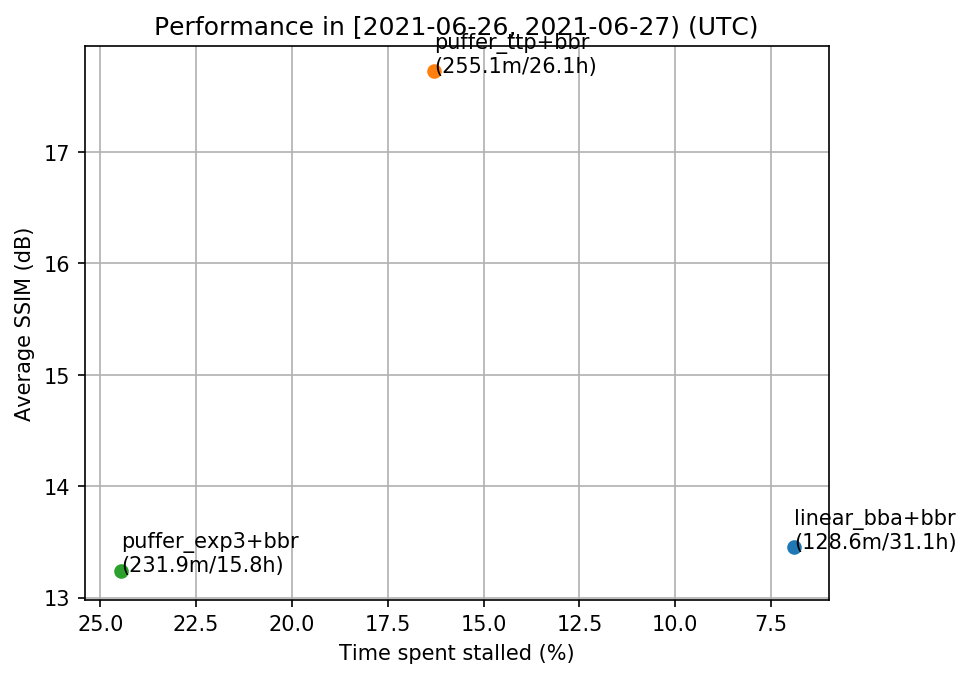 Performance in [2021-06-26, 2021-06-27) (UTC)
puffer_ttp+bbr
(255.1m/26.1h)
17
16
Average SSIM (dB)
15
14
linear_bba+bbr
(128.6m/31.1h)
puffer_exp3+bbr
(231.9m/15.8h)
13
25.0 22.5 20.0 17.5 15.0 12.5 10.0 7.5
Time spent stalled (%)